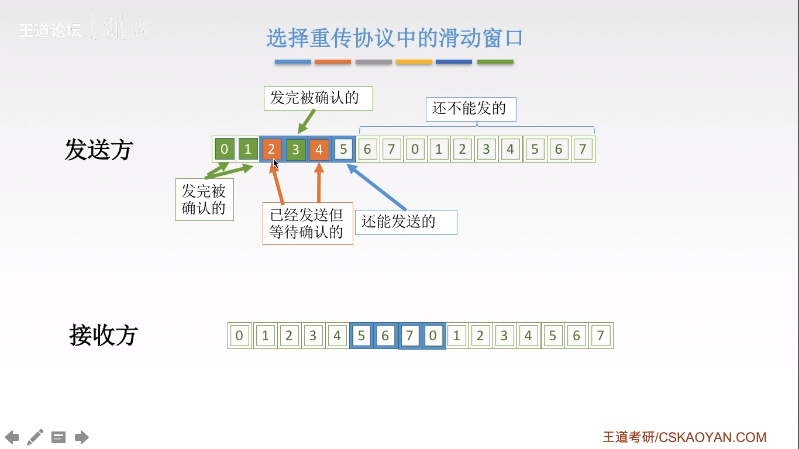 王道论坛
选择重传协议中的滑动窗口
发完被确认的
还不能发的
发送方
0 1 2 3 4 5 6 7 0 1 2 3 4 5 6 7
发完被
确认的
已经发送但
等待确认的
还能发送的
接收方
0 1 2 3 4 5 6 7 0 1 2 3 4 5 6 7
王道考研/CSKAOYAN.COM